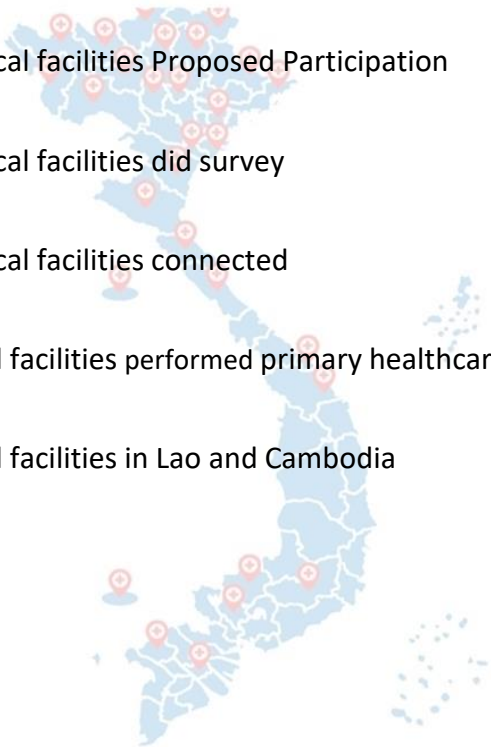 cal facilities Proposed Participation
cal facilities did survey
cal facilities connected
l facilities performed primary healthcar
l facilities in Lao and Cambodia